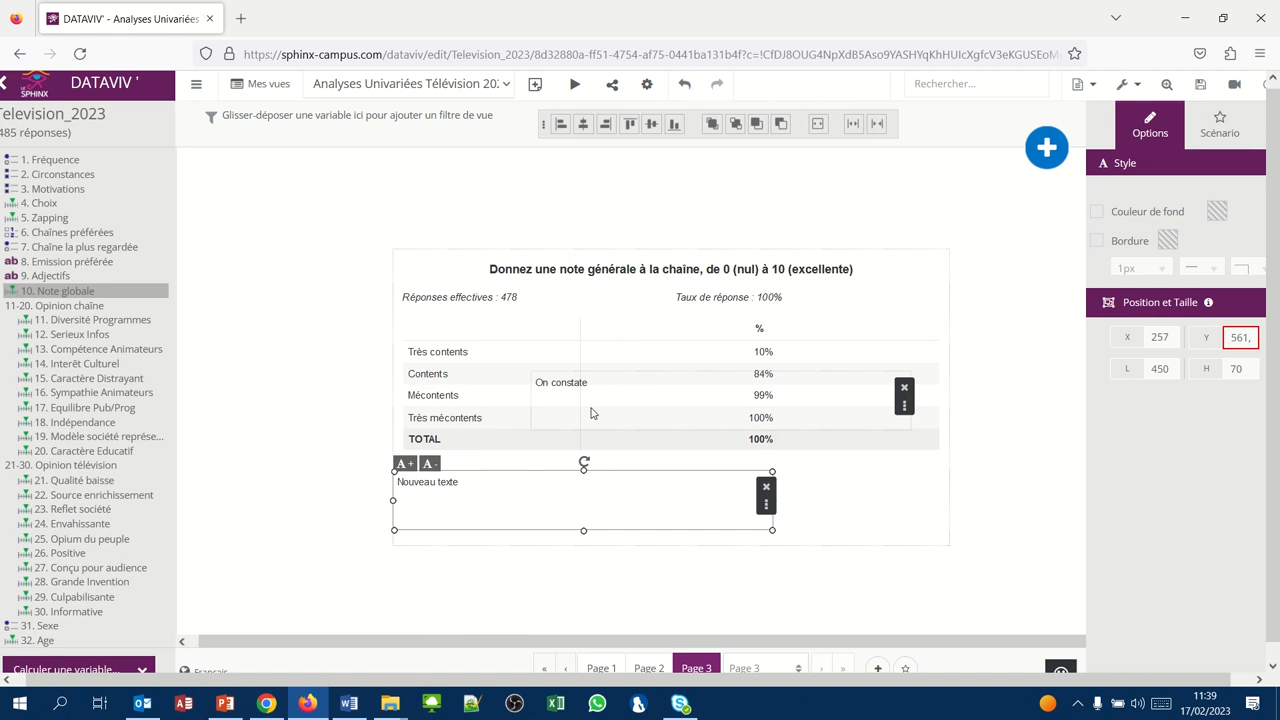 DATAVIV' - Analyses Univariées
https://sphinx-campus.com/dataviv/edit/Television_2023/8d32880a-ff51-4754-af75-0441ba131b4f?c=!CfDJ8OUG4NpXdB5Aso9YASHYqKhHUIcXgfcV3eKGUSEoM
LE SPHINX
DATAVIV '
Mes vues
Analyses Univariées Télévision 202
Rechercher...
Television_2023
485 réponses)
Glisser-déposer une variable ici pour ajouter un filtre de vue
1. Fréquence
2. Circonstances
3. Motivations
4. Choix
5. Zapping
6. Chaînes préférées
7. Chaîne la plus regardée
8. Emission préférée
9. Adjectifs
10. Note globale
11-20. Opinion chaîne
11. Diversité Programmes
12. Serieux Infos
13. Compétence Animateurs
14. Interêt Culturel
15. Caractère Distrayant
16. Sympathie Animateurs
17. Equilibre Pub/Prog
18. Indépendance
19. Modèle société représe...
20. Caractère Educatif
21-30. Opinion télévision
21. Qualité baisse
22. Source enrichissement
23. Reflet société
24. Envahissante
25. Opium du peuple
26. Positive
27. Conçu pour audience
28. Grande Invention
29. Culpabilisante
30. Informative
31. Sexe
32. Age
Calculer une variable
Donnez une note générale à la chaîne, de 0 (nul) à 10 (excellente)
Réponses effectives : 478
Taux de réponse : 100%
%
Très contents 10%
Contents 84%
On constate
Mécontents 99%
Très mécontents 100%
TOTAL 100%
A+ A-
Nouveau texte
Options
Scénario
A Style
Couleur de fond
Bordure
1px
Position et Taille
X 257 Y 561,
L 450 H 70
Français
« ‹ Page 1 Page 2 Page 3 Page 3 › »
11:39
17/02/2023